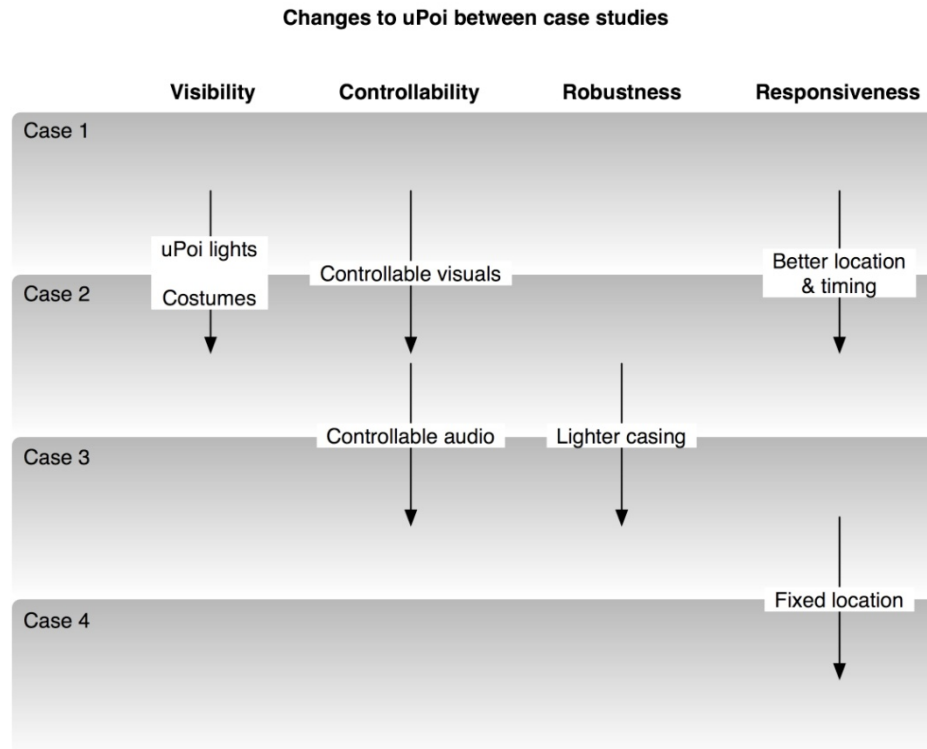 Changes to uPoi between case studies
Visibility Controllability Robustness Responsiveness
Case 1
uPoi lights
Costumes
Controllable visuals
Better location
& timing
Case 2
Controllable audio
Lighter casing
Case 3
Fixed location
Case 4